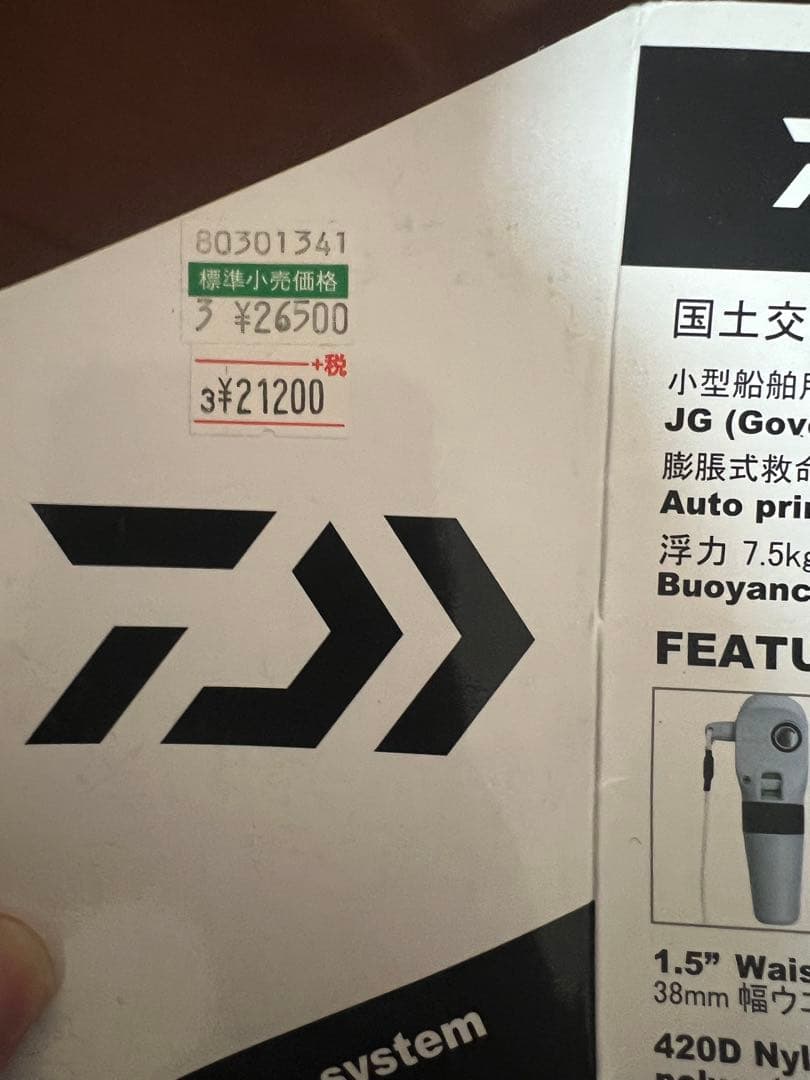 80301341
標準小売価格
3 ¥26500
+税
3¥21200
system
国土交
小型船舶
JG (Gov
膨脹式救命
Auto pri
浮力 7.5kg
Buoyanc
FEATU
1.5” Wais
38mm 幅ウ
420D Nyl